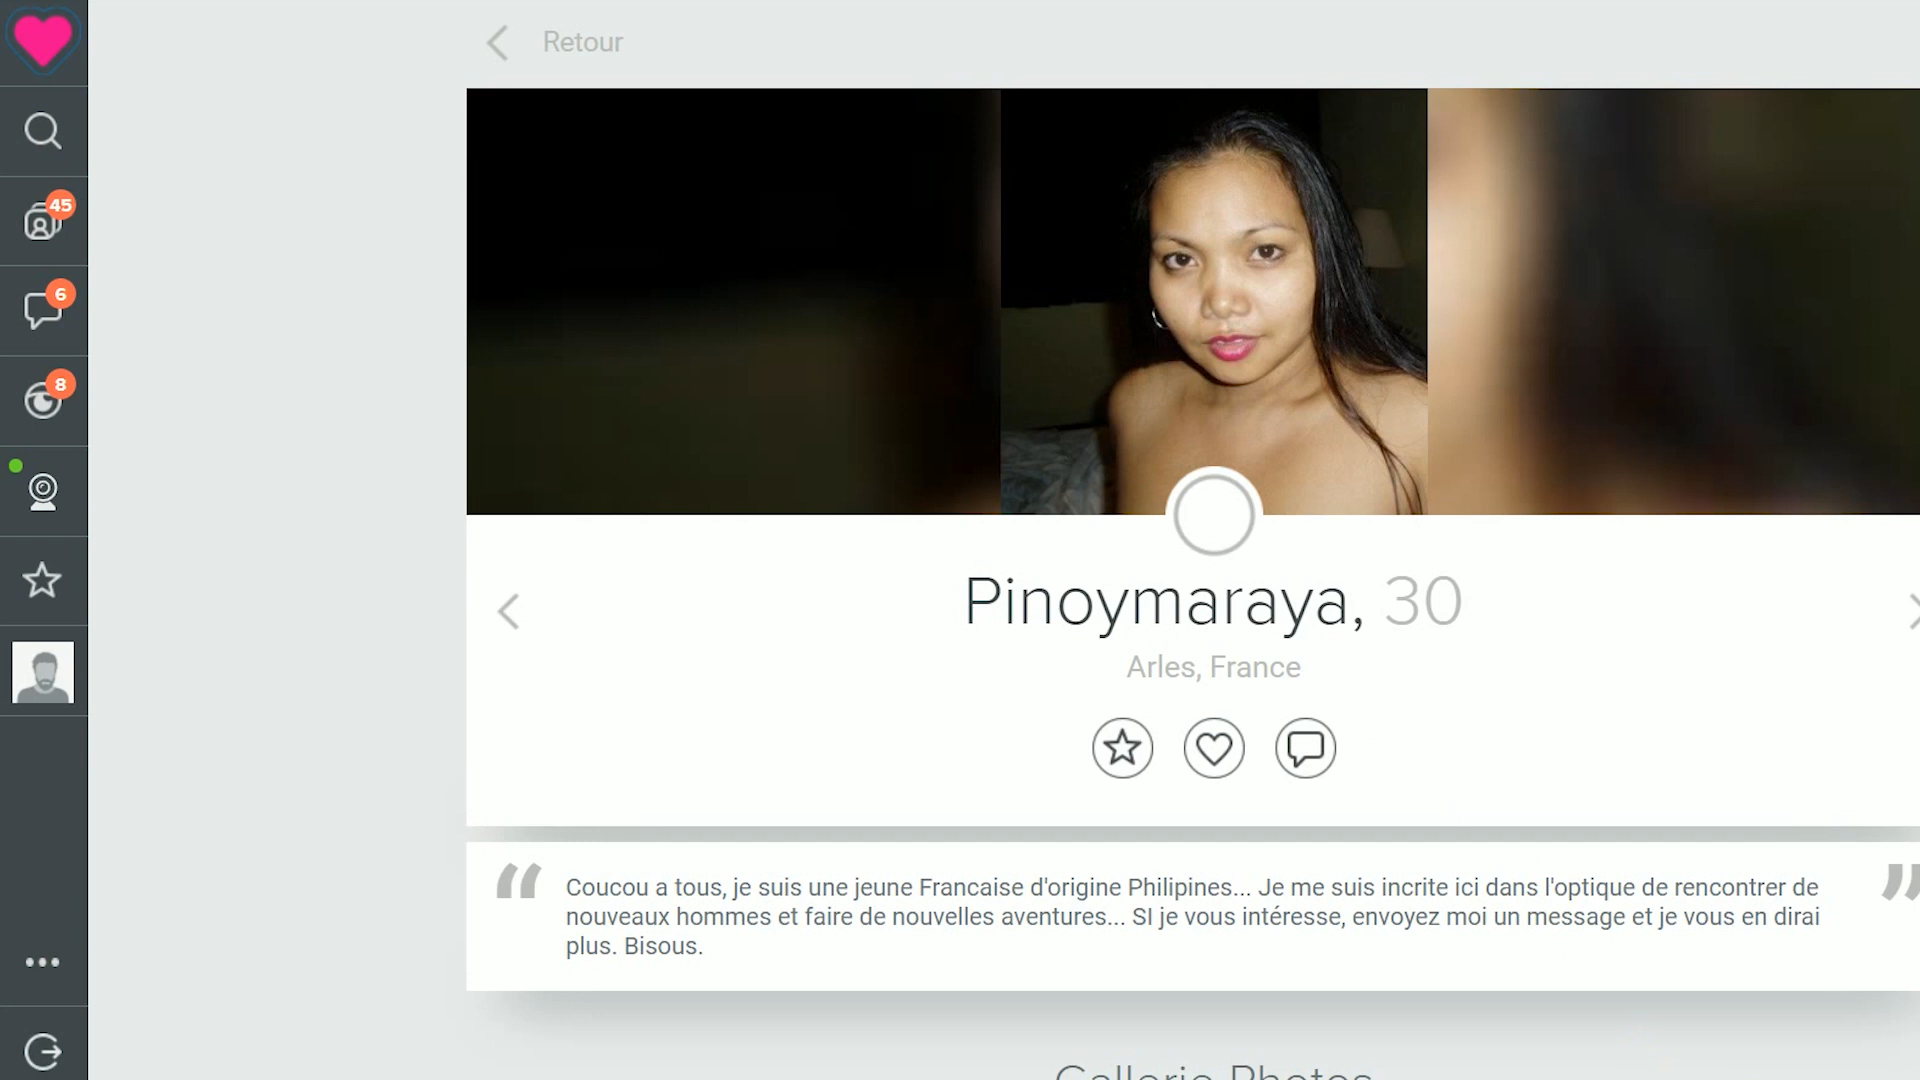 Retour
45
6
8
Pinoymaraya, 30
Arles, France
Coucou a tous, je suis une jeune Francaise d'origine Philipines... Je me suis incrite ici dans l'optique de rencontrer de
nouveaux hommes et faire de nouvelles aventures... SI je vous intéresse, envoyez moi un message et je vous en dirai
plus. Bisous.
Gallerie Photos